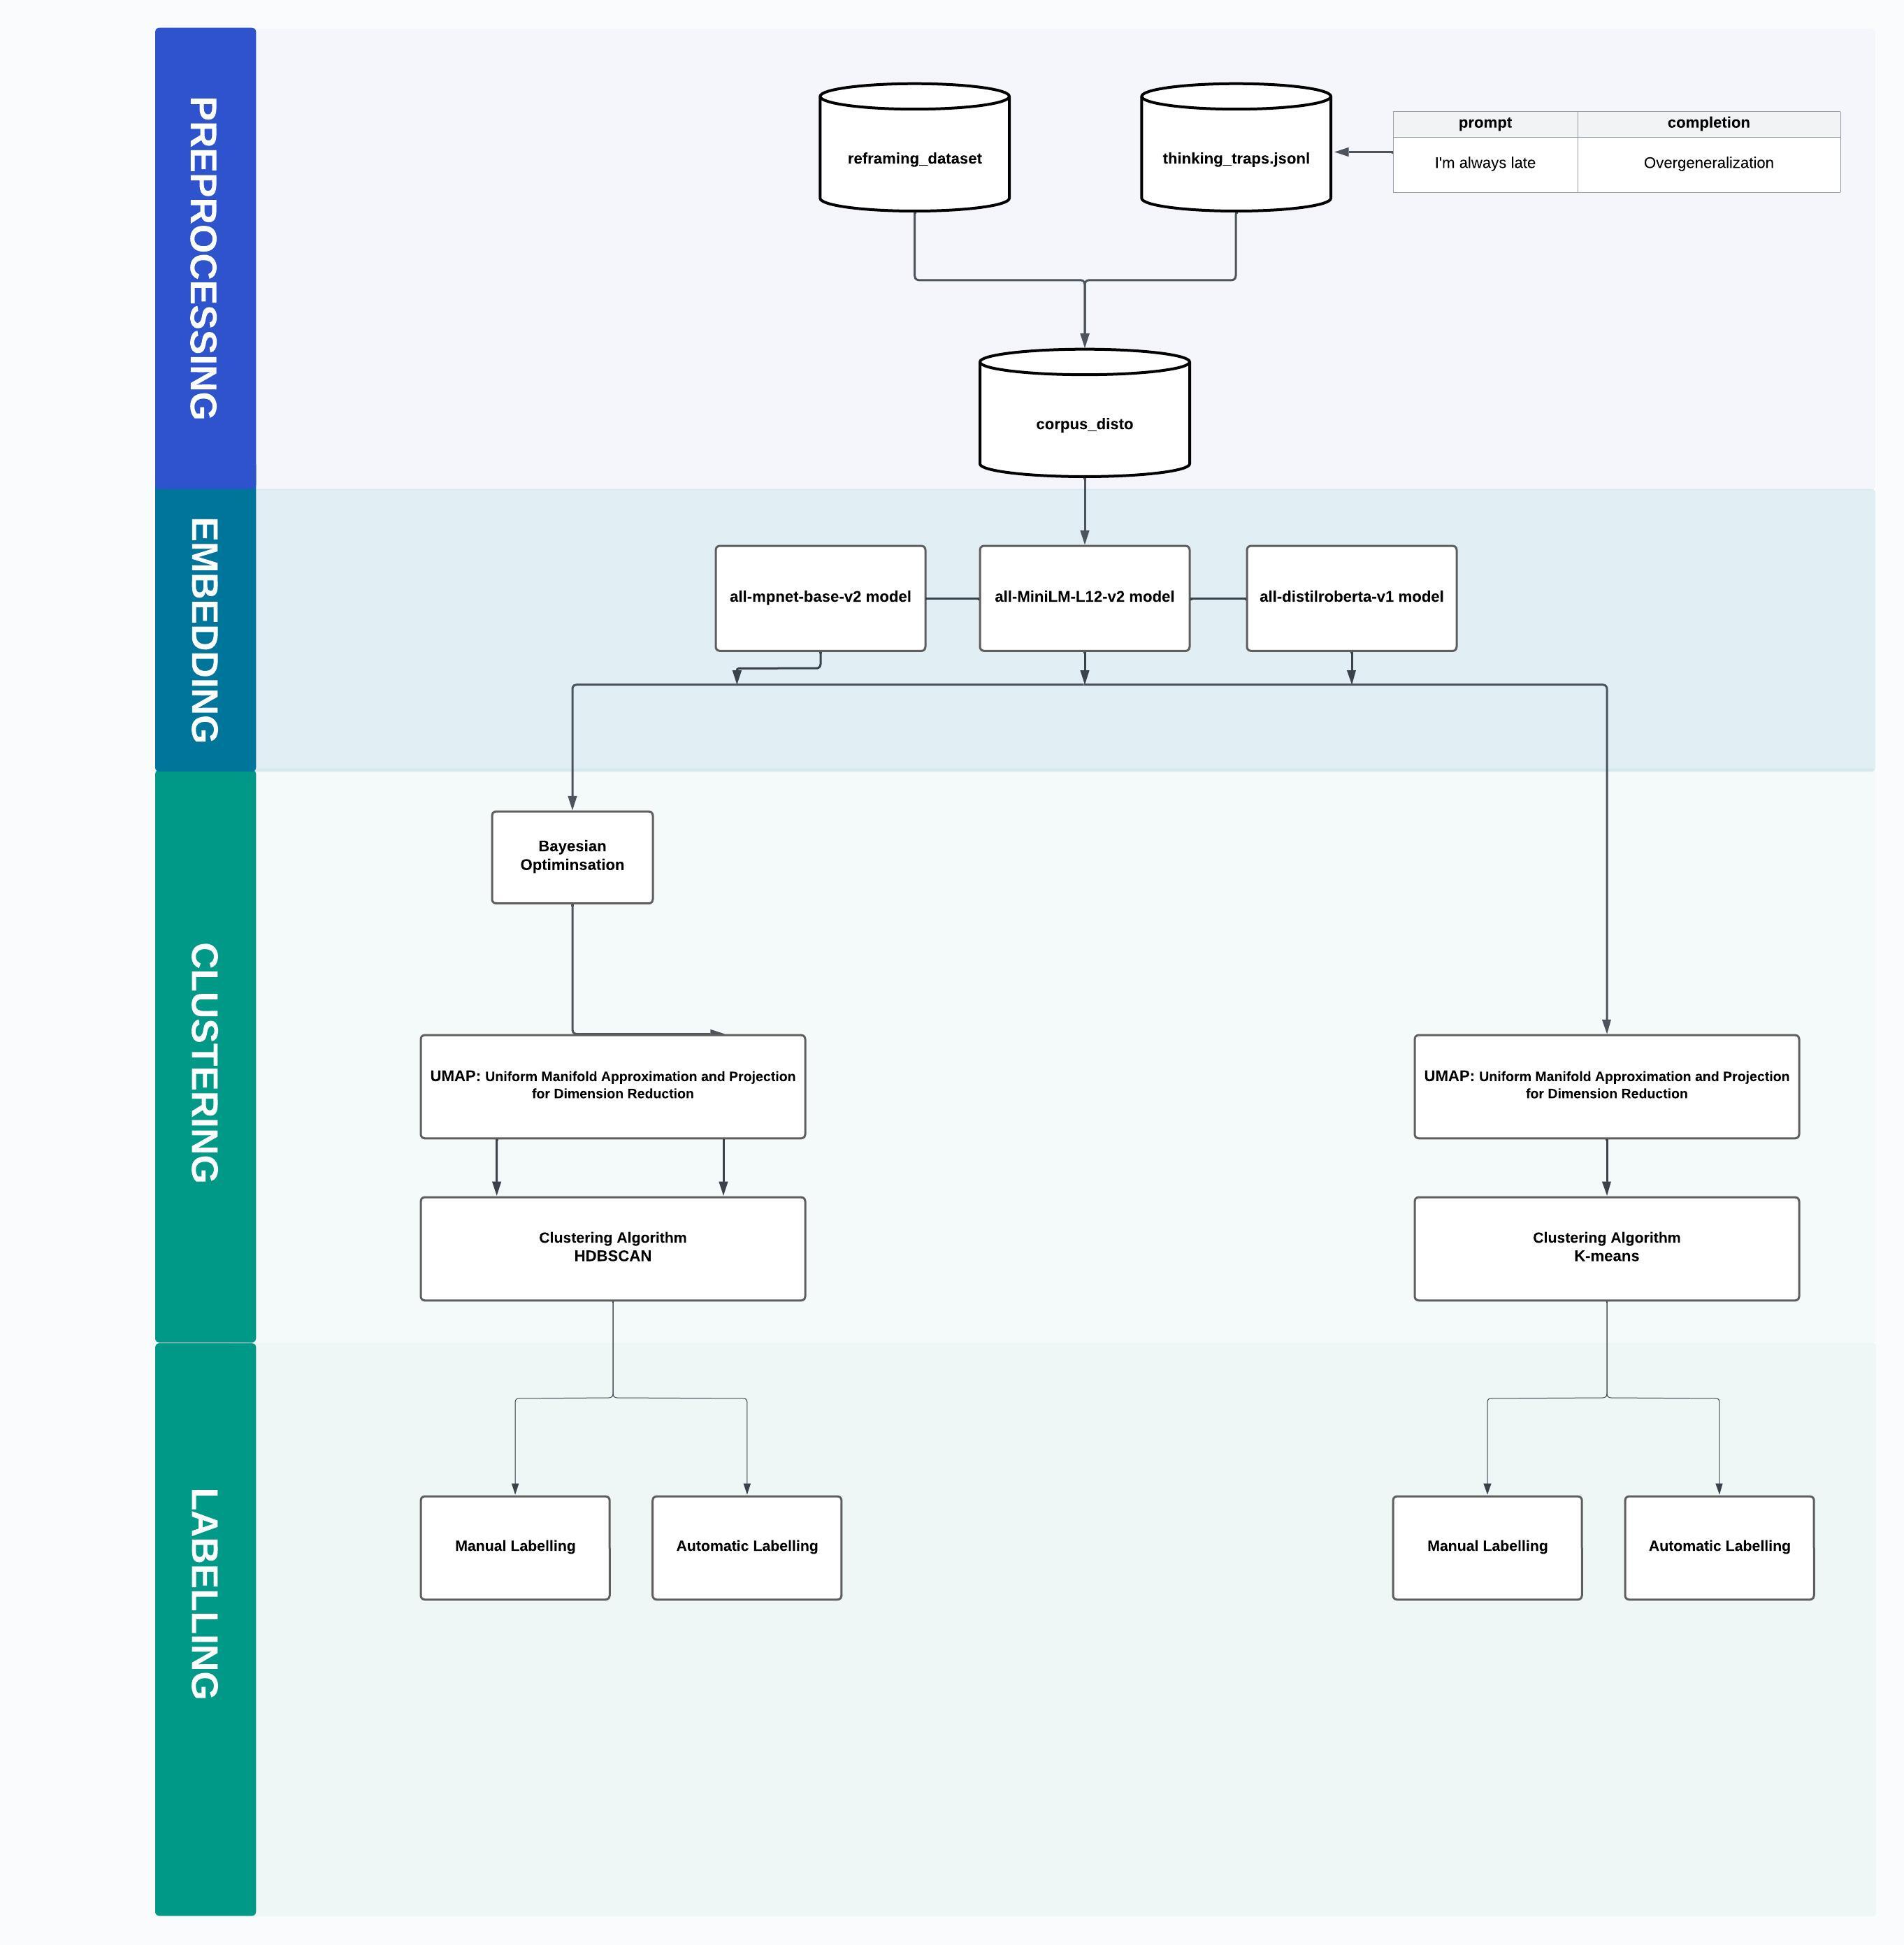 PREPROCESSING
reframing_dataset
thinking_traps.jsonl
prompt completion
I'm always late Overgeneralization
corpus_disto
EMBEDDING
all-mpnet-base-v2 model
all-MiniLM-L12-v2 model
all-distilroberta-v1 model
CLUSTERING
Bayesian
Optiminsation
UMAP: Uniform Manifold Approximation and Projection
for Dimension Reduction
UMAP: Uniform Manifold Approximation and Projection
for Dimension Reduction
Clustering Algorithm
HDBSCAN
Clustering Algorithm
K-means
LABELLING
Manual Labelling
Automatic Labelling
Manual Labelling
Automatic Labelling